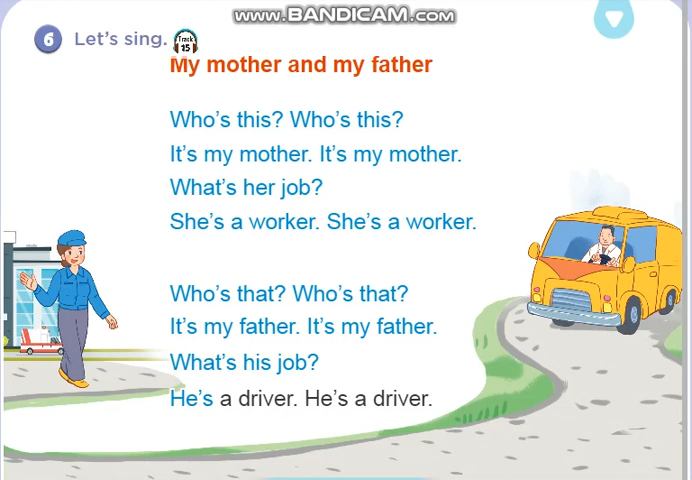 www.BANDICAM.com
6 Let's sing. Track 15
My mother and my father
Who's this? Who's this?
It's my mother. It's my mother.
What's her job?
She's a worker. She's a worker.
Who's that? Who's that?
It's my father. It's my father.
What's his job?
He's a driver. He's a driver.